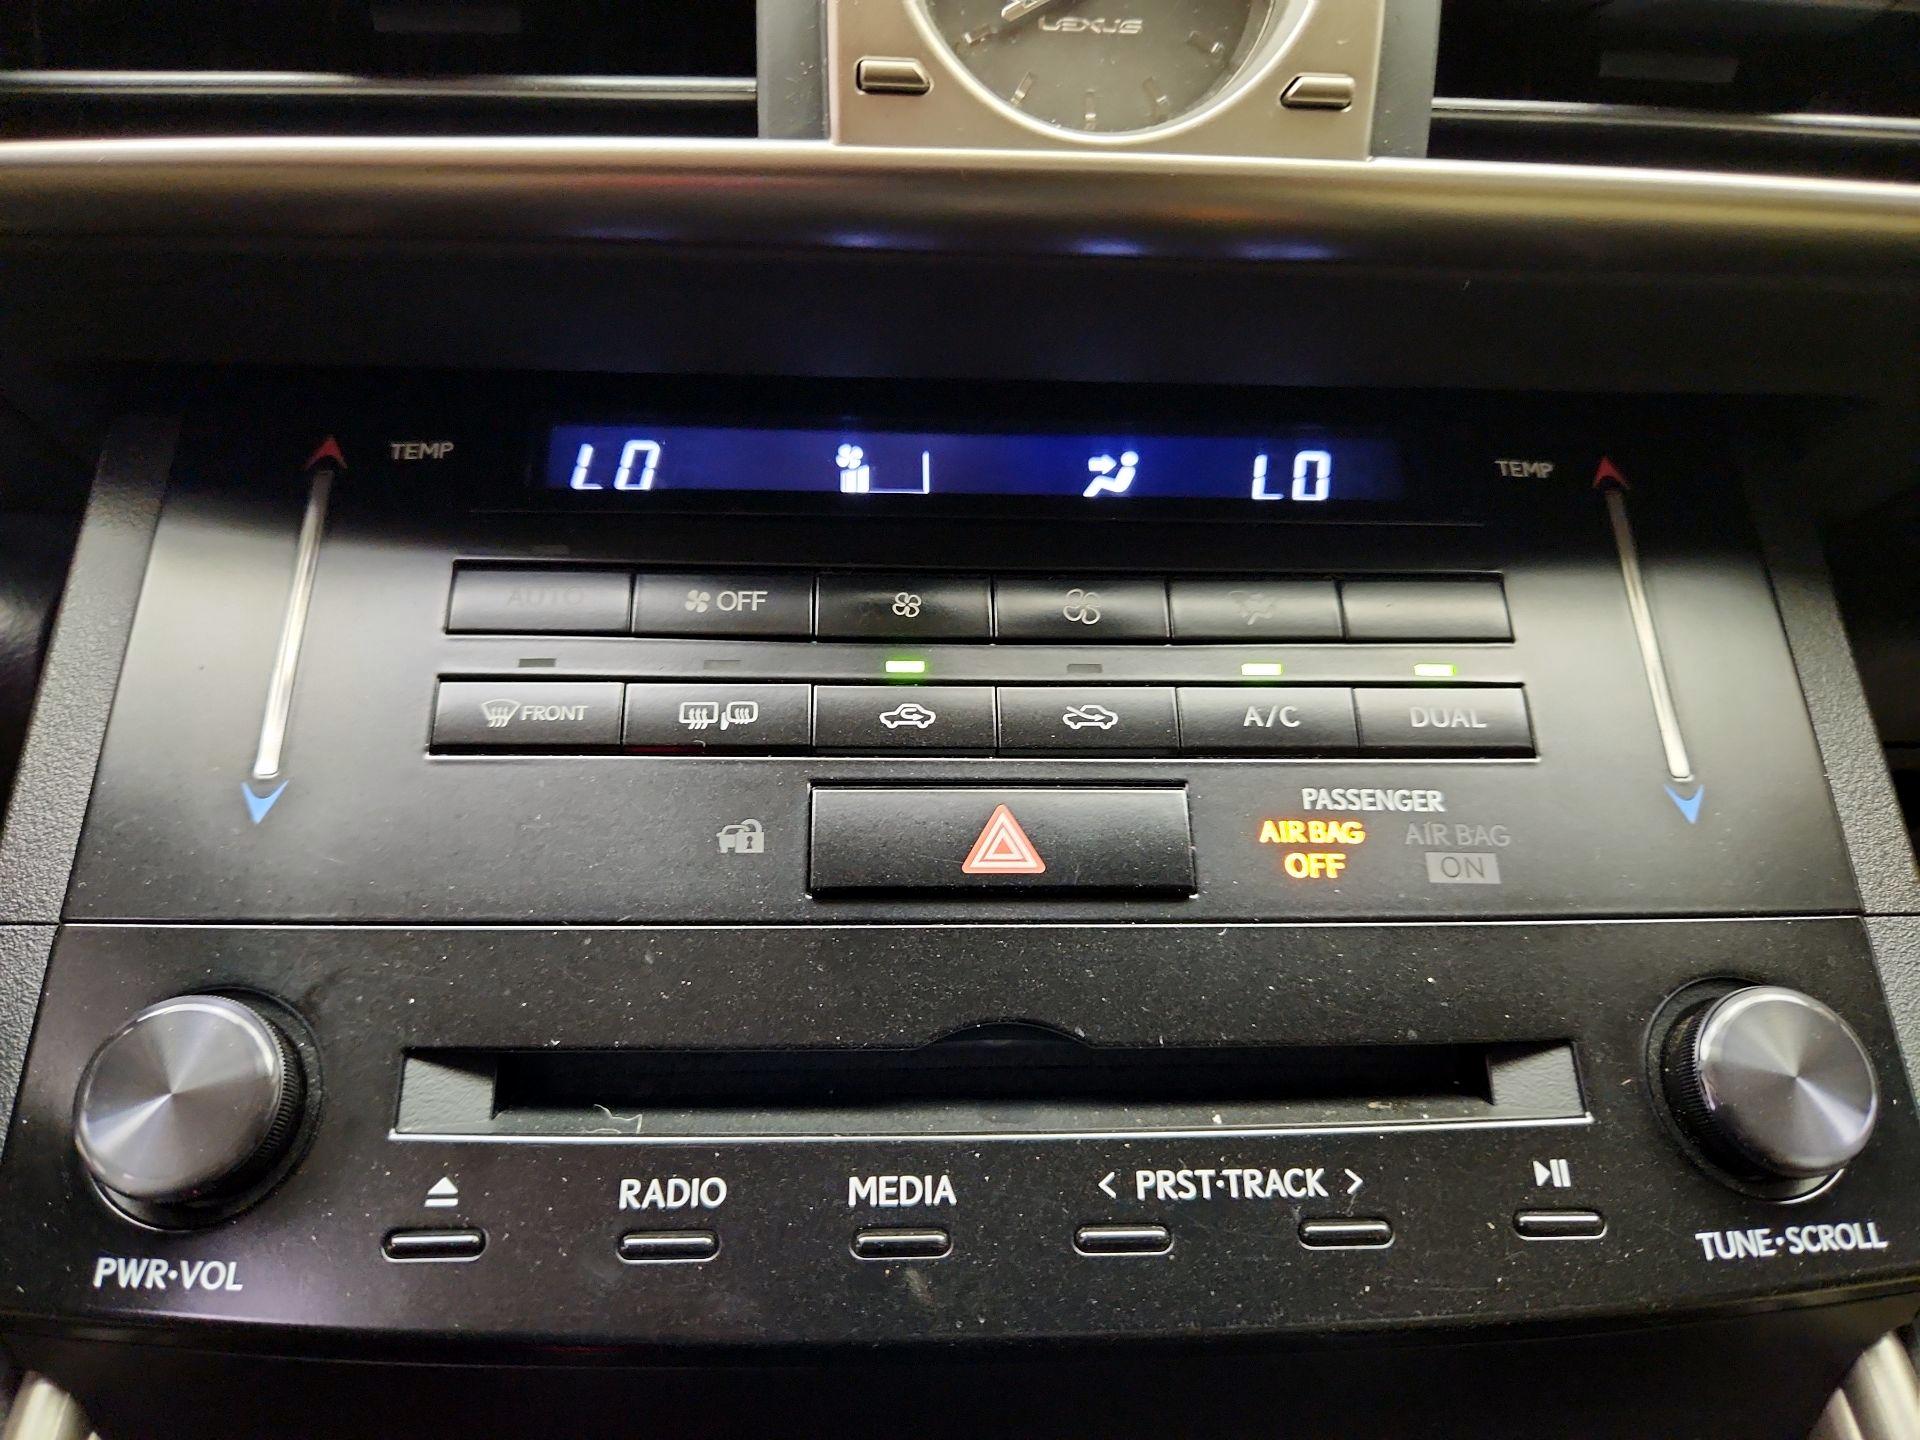 LEXUS
TEMP
LO
LO
TEMP
AUTO
OFF
FRONT
A/C
DUAL
PASSENGER
AIR BAG
OFF
AIR BAG
ON
RADIO
MEDIA
< PRST·TRACK >
PWR·VOL
TUNE·SCROLL